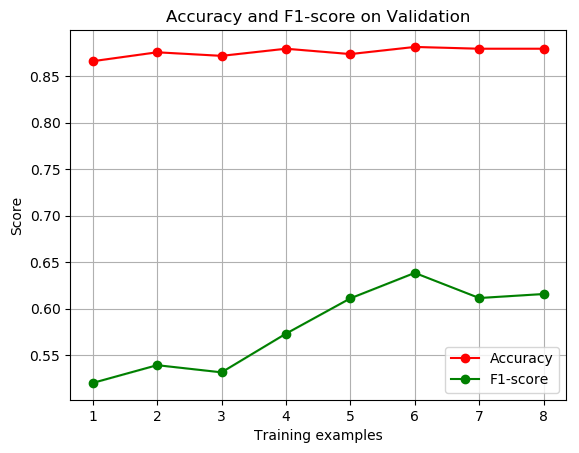 Accuracy and F1-score on Validation
Score
0.85
0.80
0.75
0.70
0.65
0.60
0.55
Accuracy
F1-score
1 2 3 4 5 6 7 8
Training examples